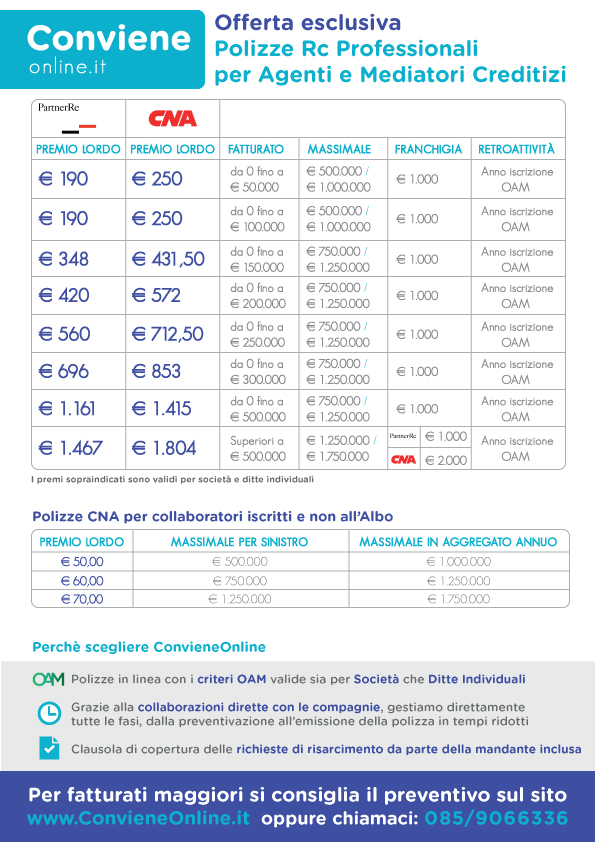 Conviene
online.it
Offerta esclusiva
Polizze Rc Professionali
per Agenti e Mediatori Creditizi
PartnerRe
CNA
PREMIO LORDO PREMIO LORDO FATTURATO MASSIMALE FRANCHIGIA RETROATTIVITÀ
€ 190 € 250 da 0 fino a € 50.000 € 500.000 / € 1.000.000 € 1.000 Anno iscrizione OAM
€ 190 € 250 da 0 fino a € 100.000 € 500.000 / € 1.000.000 € 1.000 Anno iscrizione OAM
€ 348 € 431,50 da 0 fino a € 150.000 € 750.000 / € 1.250.000 € 1.000 Anno iscrizione OAM
€ 420 € 572 da 0 fino a € 200.000 € 750.000 / € 1.250.000 € 1.000 Anno iscrizione OAM
€ 560 € 712,50 da 0 fino a € 250.000 € 750.000 / € 1.250.000 € 1.000 Anno iscrizione OAM
€ 696 € 853 da 0 fino a € 300.000 € 750.000 / € 1.250.000 € 1.000 Anno iscrizione OAM
€ 1.161 € 1.415 da 0 fino a € 500.000 € 750.000 / € 1.250.000 € 1.000 Anno iscrizione OAM
€ 1.467 € 1.804 Superiori a € 500.000 € 1.250.000 / € 1.750.000 PartnerRe € 1.000 CNA € 2.000 Anno iscrizione OAM
I premi sopraindicati sono validi per società e ditte individuali
Polizze CNA per collaboratori iscritti e non all'Albo
PREMIO LORDO MASSIMALE PER SINISTRO MASSIMALE IN AGGREGATO ANNUO
€ 50,00 € 500.000 € 1.000.000
€ 60,00 € 750.000 € 1.250.000
€ 70,00 € 1.250.000 € 1.750.000
Perchè scegliere ConvieneOnline
OAM Polizze in linea con i criteri OAM valide sia per Società che Ditte Individuali
Grazie alla collaborazioni dirette con le compagnie, gestiamo direttamente
tutte le fasi, dalla preventivazione all'emissione della polizza in tempi ridotti
Clausola di copertura delle richieste di risarcimento da parte della mandante inclusa
Per fatturati maggiori si consiglia il preventivo sul sito
www.ConvieneOnline.it oppure chiamaci: 085/9066336